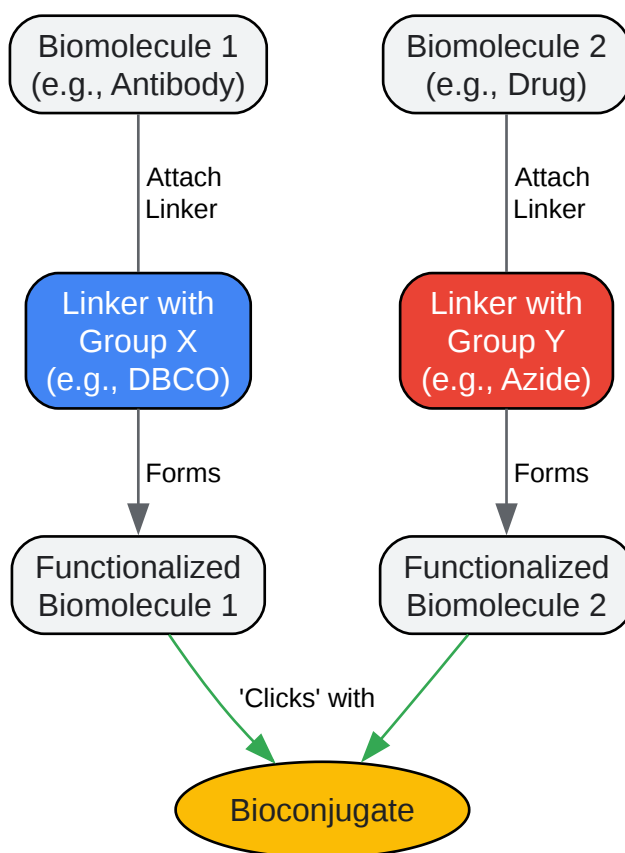 Biomolecule 1
(e.g., Antibody)
Biomolecule 2
(e.g., Drug)
Attach
Linker
Attach
Linker
Linker with
Group X
(e.g., DBCO)
Linker with
Group Y
(e.g., Azide)
Forms
Forms
Functionalized
Biomolecule 1
Functionalized
Biomolecule 2
'Clicks' with
Bioconjugate